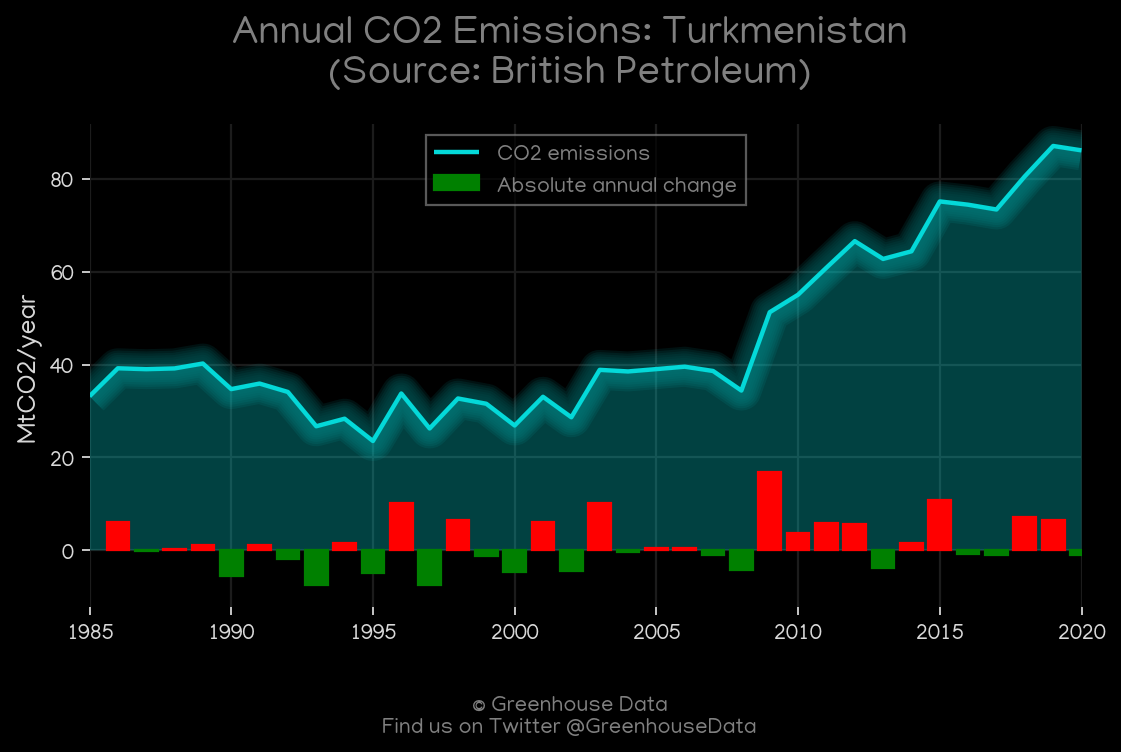 Annual CO2 Emissions: Turkmenistan
(Source: British Petroleum)
CO2 emissions
Absolute annual change
MtCO2/year
80
60
40
20
0
1985 1990 1995 2000 2005 2010 2015 2020
© Greenhouse Data
Find us on Twitter @GreenhouseData